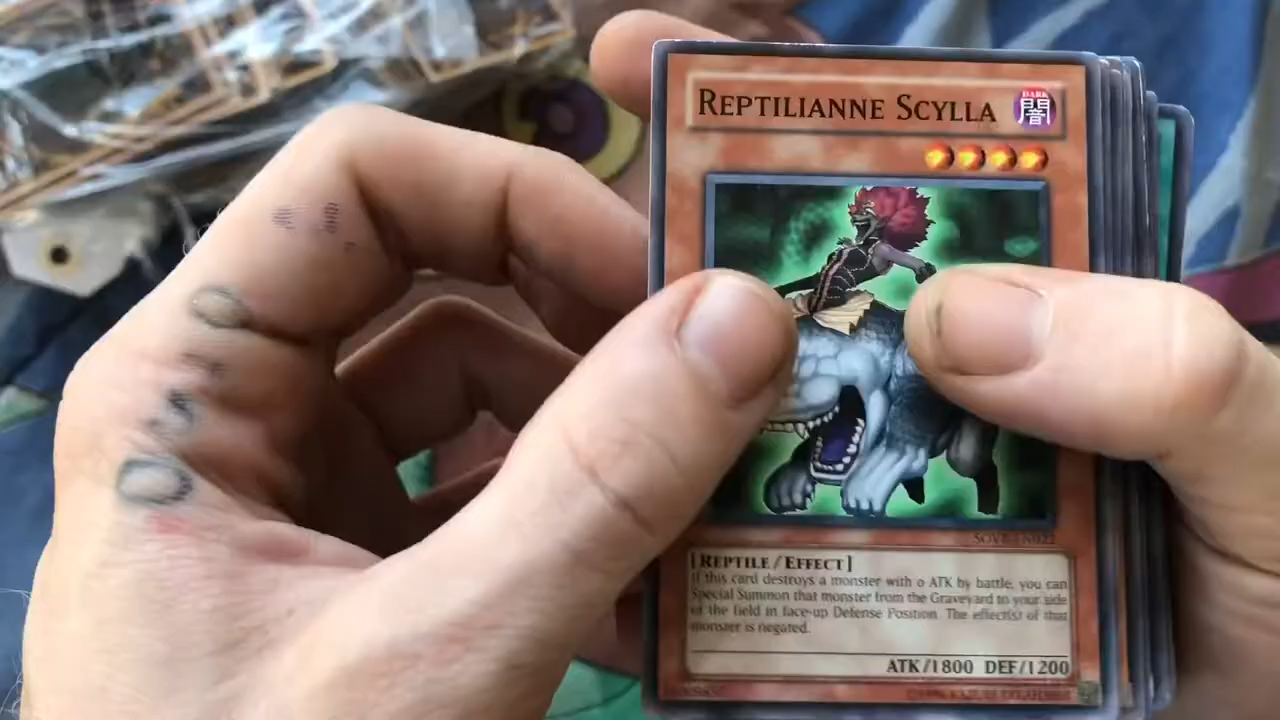 REPTILIANNE SCYLLA
DARK
闇
SOVR-EN022
[REPTILE/EFFECT]
If this card destroys a monster with 0 ATK by battle, you can
Special Summon that monster from the Graveyard to your side
of the field in face-up Defense Position. The effect(s) of that
monster is negated.
ATK/1800 DEF/1200